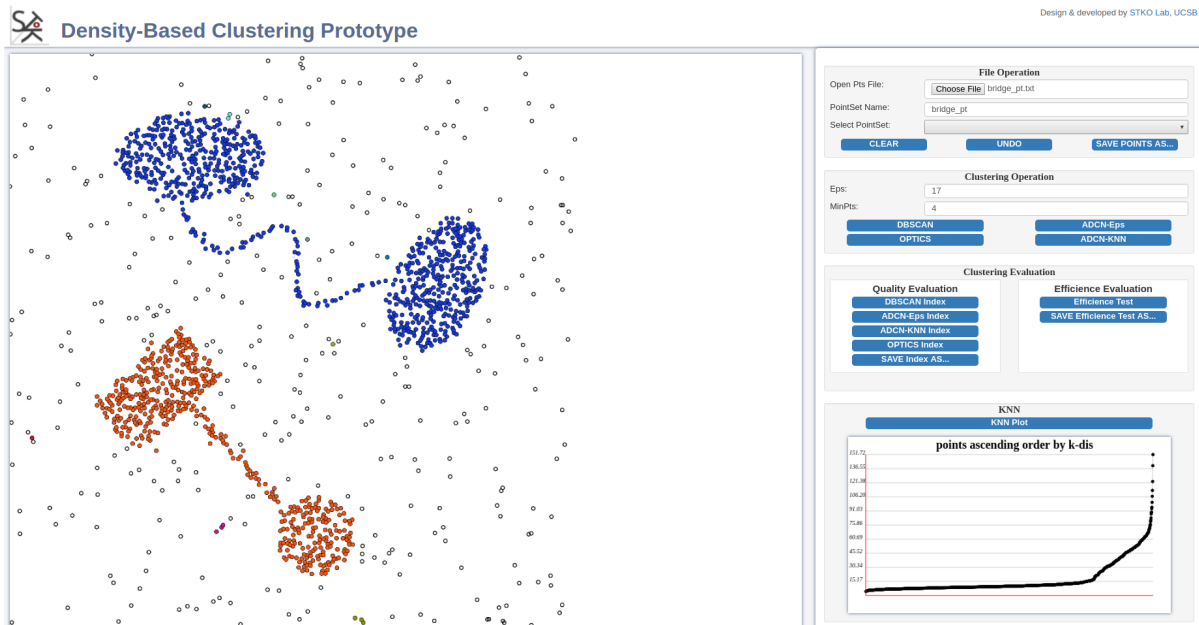 Design & developed by STKO Lab, UCSB
STK
Density-Based Clustering Prototype
File Operation
Open Pts File: Choose File bridge_pt.txt
PointSet Name: bridge_pt
Select PointSet:
CLEAR UNDO SAVE POINTS AS...
Clustering Operation
Eps: 17
MinPts: 4
DBSCAN ADCN-Eps
OPTICS ADCN-KNN
Clustering Evaluation
Quality Evaluation Efficience Evaluation
DBSCAN Index Efficience Test
ADCN-Eps Index SAVE Efficience Test AS...
ADCN-KNN Index
OPTICS Index
SAVE Index AS...
KNN
KNN Plot
points ascending order by k-dis
151.72
136.55
121.38
106.20
91.03
75.86
60.69
45.52
30.34
15.17